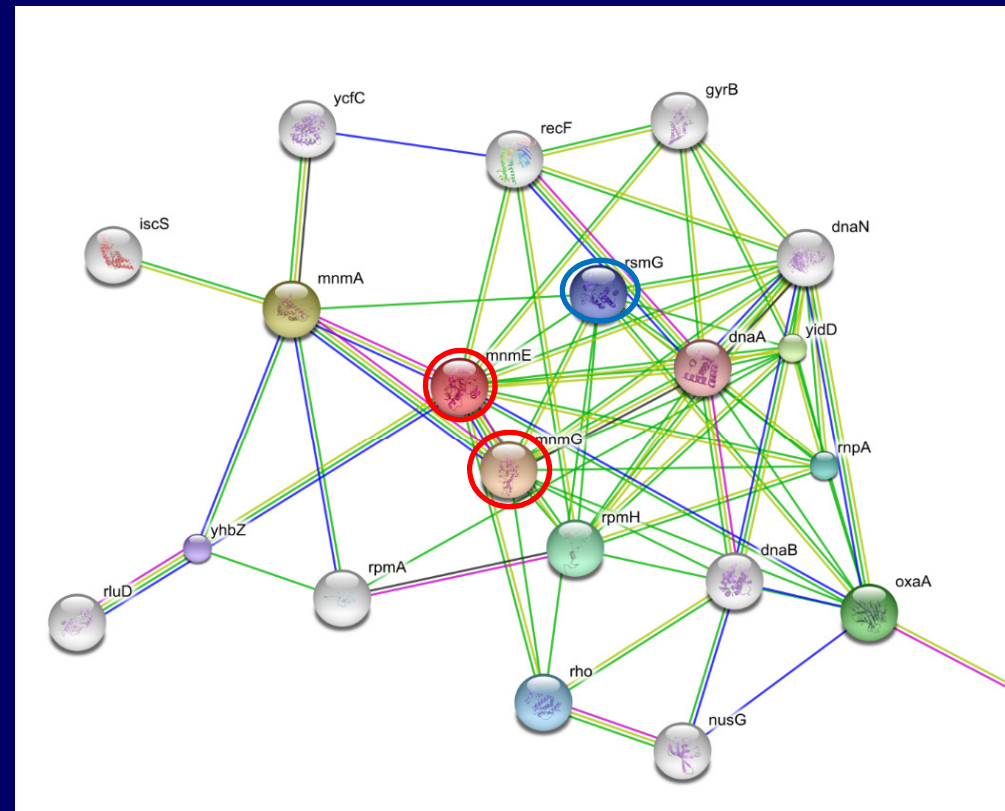 gyrB
ycfC
recF
iscS
dnaN
rsmG
mnmA
yidD
dnaA
mnmE
mnmG
rnpA
rpmH
yhbZ
dnaB
rpmA
oxaA
rluD
rho
nusG